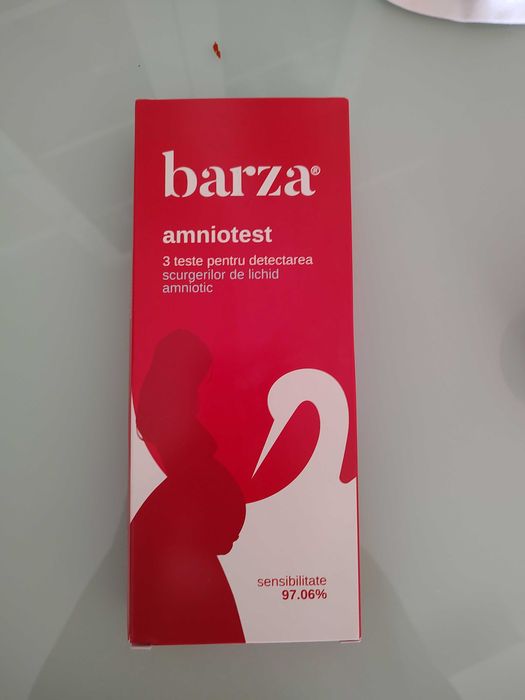 barza®
amniotest
3 teste pentru detectarea
scurgerilor de lichid
amniotic
sensibilitate
97.06%